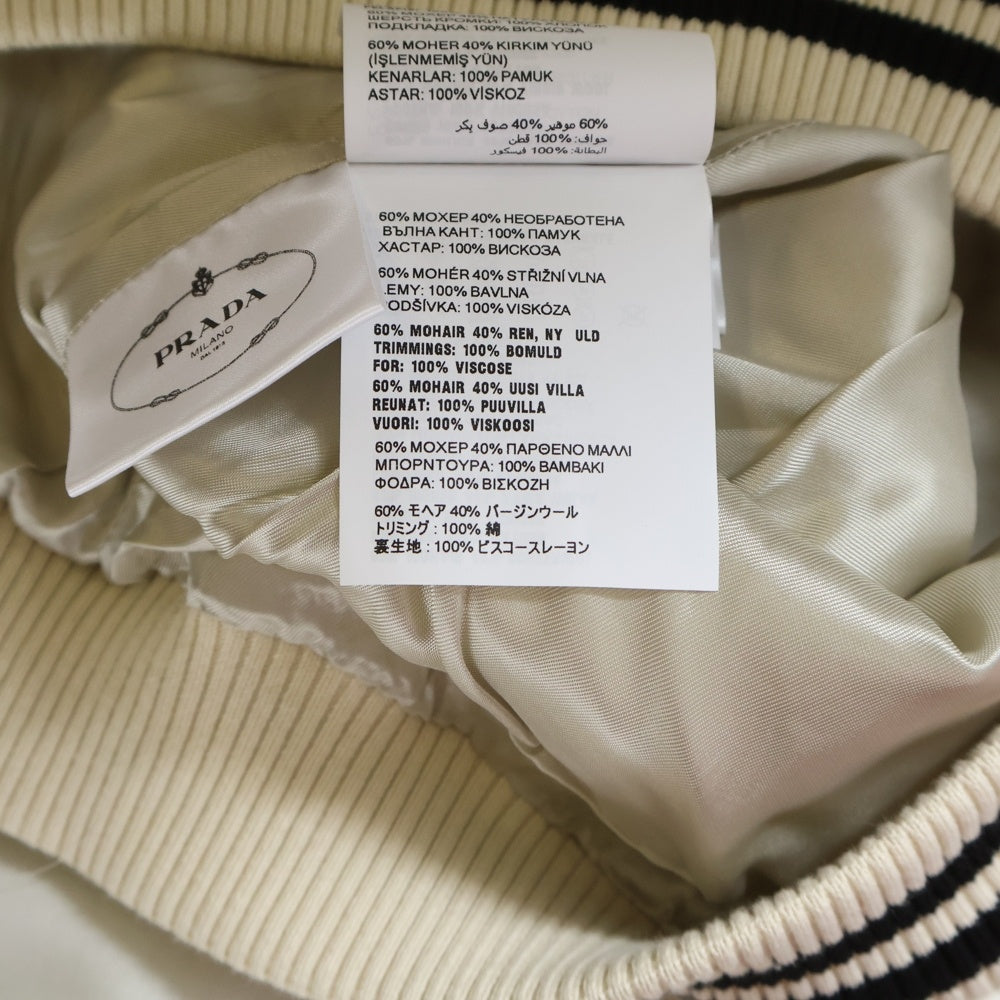 ШЕРСТЬ КРОМКИ: 100% ХЛОПОК
ПОДКЛАДКА: 100% ВИСКОЗА
60% MOHER 40% KIRKIM YÜNÜ
(İŞLENMEMİŞ YÜN)
KENARLAR: 100% PAMUK
ASTAR: 100% VİSKOZ
60% موهير 40% صوف بكر
حواف: 100% قطن
البطانة: 100% فيسكوز
60% МОХЕР 40% НЕОБРАБОТЕНА
ВЪЛНА КАНТ: 100% ПАМУК
ХАСТАР: 100% ВИСКОЗА
60% MOHÉR 40% STŘIŽNÍ VLNA
LEMY: 100% BAVLNA
PODŠÍVKA: 100% VISKÓZA
60% MOHAIR 40% REN, NY ULD
TRIMMINGS: 100% BOMULD
FOR: 100% VISCOSE
60% MOHAIR 40% UUSI VILLA
REUNAT: 100% PUUVILLA
VUORI: 100% VISKOOSI
60% ΜΟΧΕΡ 40% ΠΑΡΘΕΝΟ ΜΑΛΛΙ
ΜΠΟΡΝΤΟΥΡΑ: 100% ΒΑΜΒΑΚΙ
ΦΟΔΡΑ: 100% ΒΙΣΚΟΖΗ
60% モヘア 40% バージンウール
トリミング : 100% 綿
裏生地 : 100% ビスコースレーヨン
PRADA
MILANO
DAL 1913